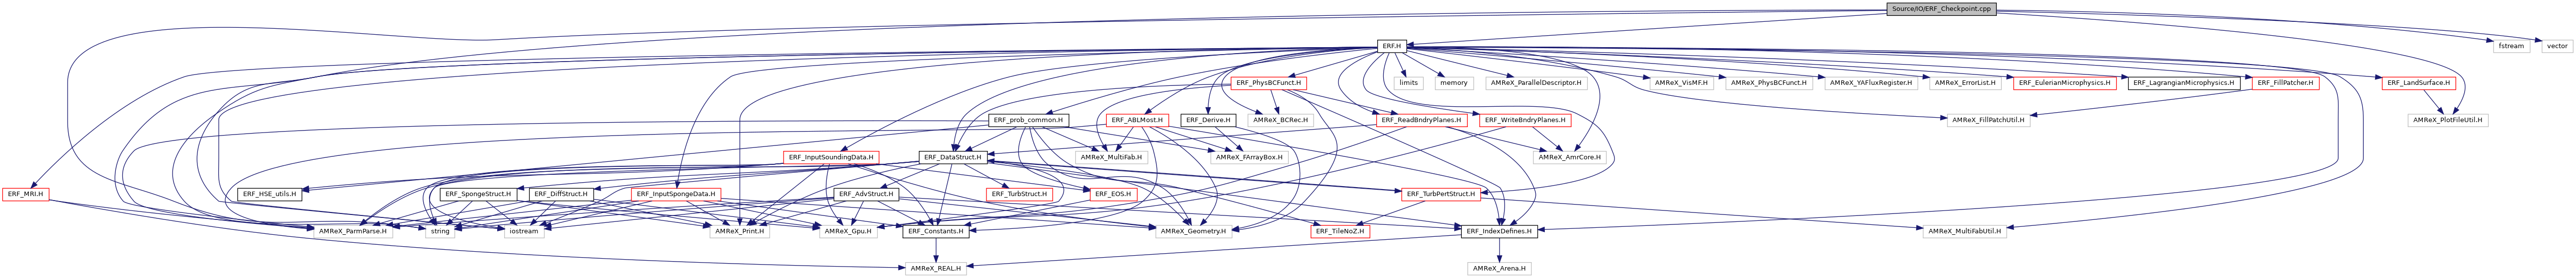 Source/IO/ERF_Checkpoint.cpp
ERF.H
fstream
vector
ERF_PhysBCFunct.H
limits
memory
AMReX_ParallelDescriptor.H
AMReX_VisMF.H
AMReX_PhysBCFunct.H
AMReX_YAFluxRegister.H
AMReX_ErrorList.H
ERF_EulerianMicrophysics.H
ERF_LagrangianMicrophysics.H
ERF_FillPatcher.H
ERF_LandSurface.H
ERF_prob_common.H
ERF_ABLMost.H
ERF_Derive.H
AMReX_BCRec.H
ERF_ReadBndryPlanes.H
ERF_WriteBndryPlanes.H
AMReX_FillPatchUtil.H
AMReX_PlotFileUtil.H
ERF_InputSoundingData.H
ERF_DataStruct.H
AMReX_MultiFab.H
AMReX_FArrayBox.H
AMReX_AmrCore.H
ERF_MRI.H
ERF_HSE_utils.H
ERF_SpongeStruct.H
ERF_DiffStruct.H
ERF_InputSpongeData.H
ERF_AdvStruct.H
ERF_TurbStruct.H
ERF_EOS.H
ERF_TurbPertStruct.H
AMReX_ParmParse.H
string
iostream
AMReX_Print.H
AMReX_Gpu.H
ERF_Constants.H
AMReX_Geometry.H
ERF_TileNoZ.H
ERF_IndexDefines.H
AMReX_MultiFabUtil.H
AMReX_REAL.H
AMReX_Arena.H